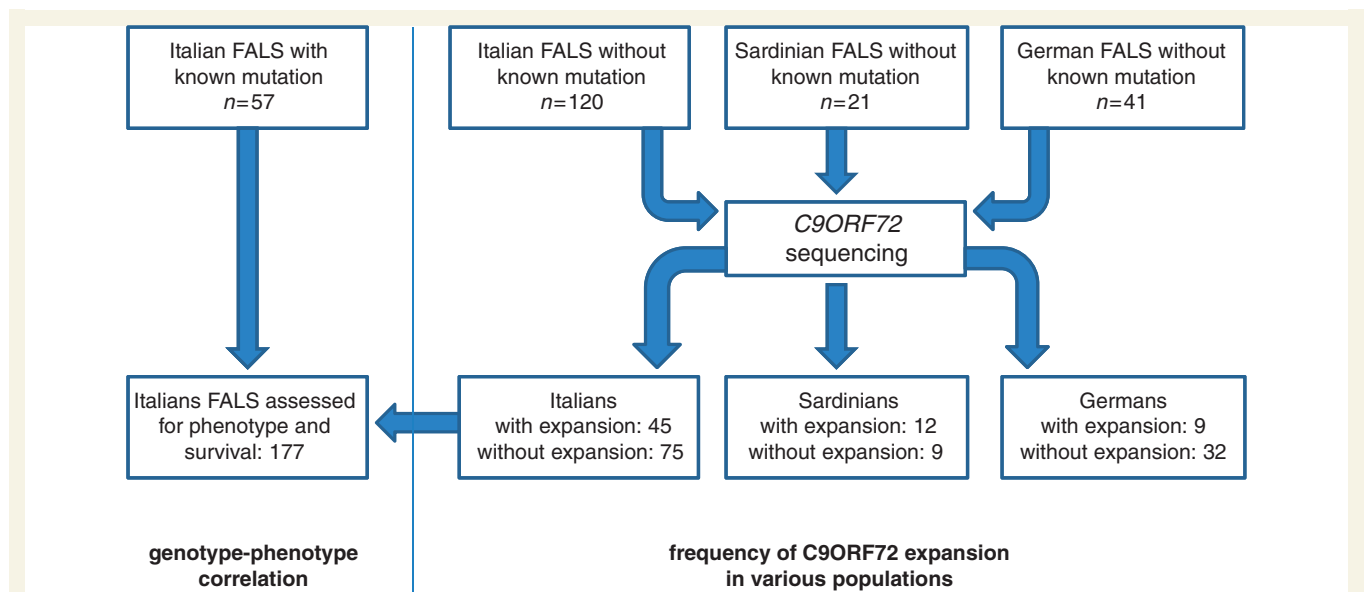 Italian FALS with
known mutation
n=57
Italian FALS without
known mutation
n=120
Sardinian FALS without
known mutation
n=21
German FALS without
known mutation
n=41
C9ORF72
sequencing
Italians FALS assessed
for phenotype and
survival: 177
Italians
with expansion: 45
without expansion: 75
Sardinians
with expansion: 12
without expansion: 9
Germans
with expansion: 9
without expansion: 32
genotype-phenotype
correlation
frequency of C9ORF72 expansion
in various populations